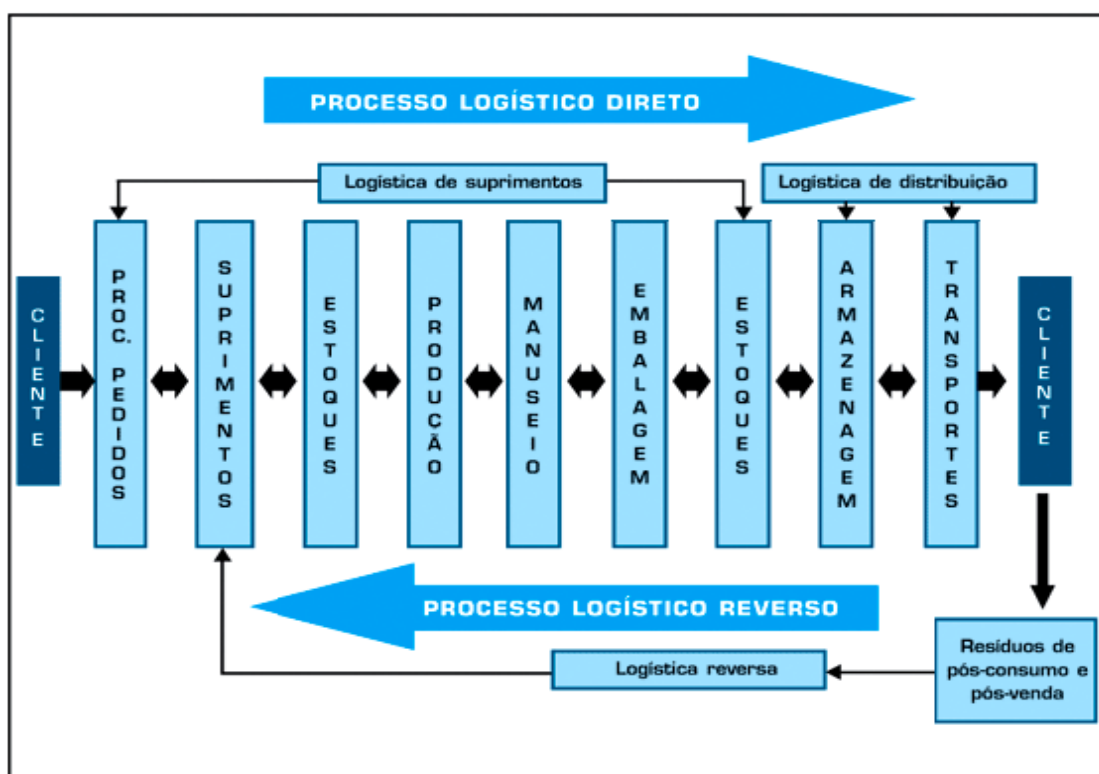 PROCESSO LOGÍSTICO DIRETO
Logística de suprimentos
Logística de distribuição
CLIENTE
PROC. PEDIDOS
SUPRIMENTOS
ESTOQUES
PRODUÇÃO
MANUSEIO
EMBALAGEM
ESTOQUES
ARMAZENAGEM
TRANSPORTES
CLIENTE
PROCESSO LOGÍSTICO REVERSO
Logística reversa
Resíduos de
pós-consumo e
pós-venda